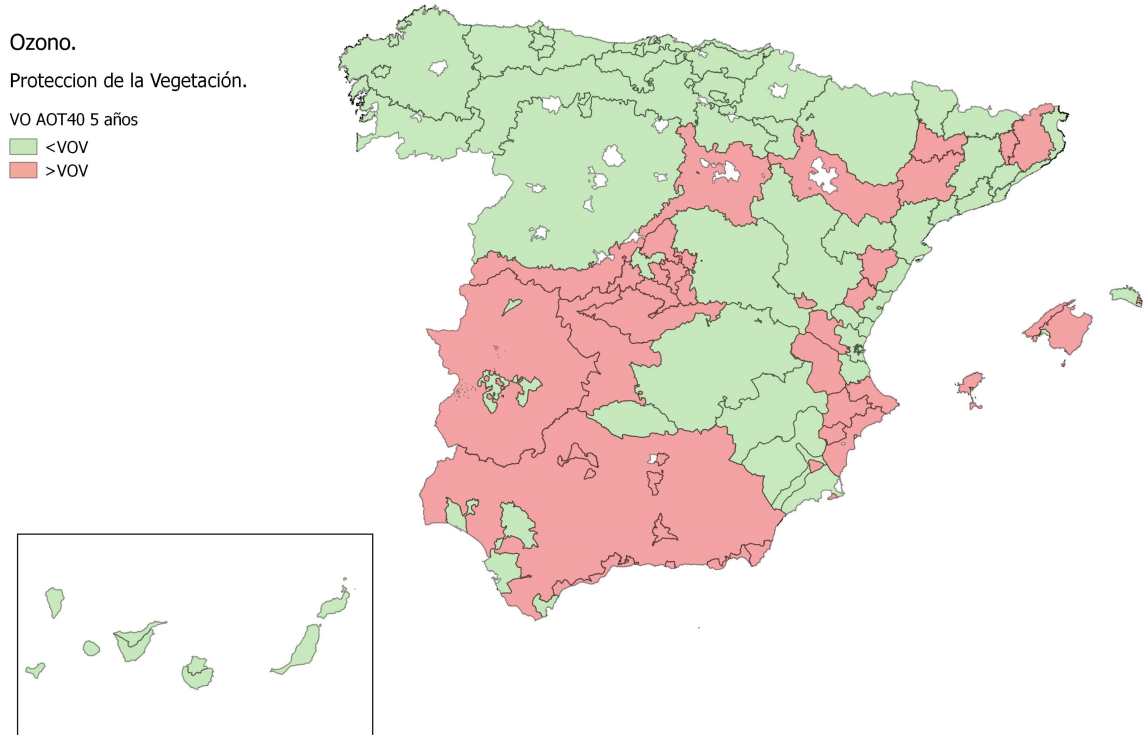 Ozono.
Proteccion de la Vegetación.
VO AOT40 5 años
<VOV
>VOV